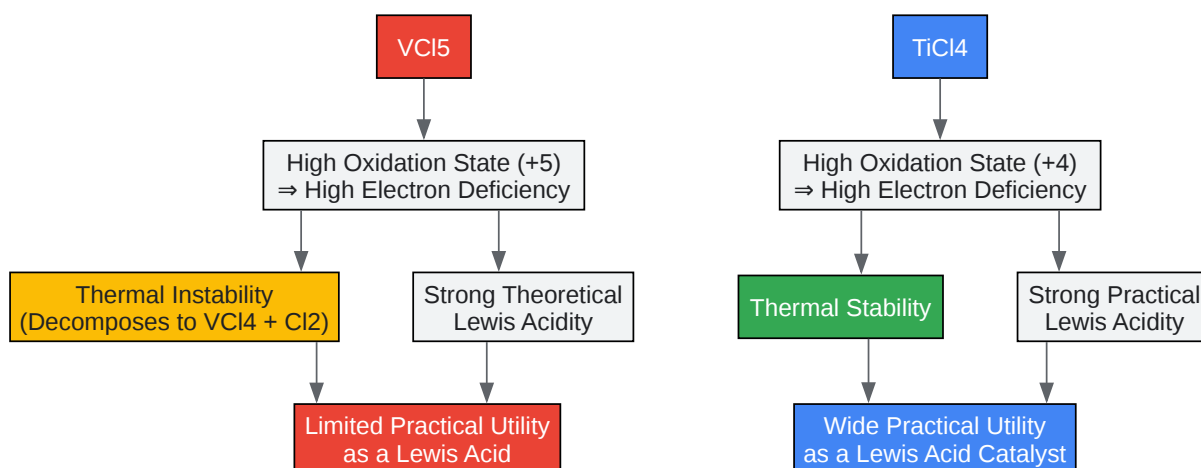 VCl5
TiCl4
High Oxidation State (+5)
⇒ High Electron Deficiency
High Oxidation State (+4)
⇒ High Electron Deficiency
Thermal Instability
(Decomposes to VCl4 + Cl2)
Strong Theoretical
Lewis Acidity
Thermal Stability
Strong Practical
Lewis Acidity
Limited Practical Utility
as a Lewis Acid
Wide Practical Utility
as a Lewis Acid Catalyst